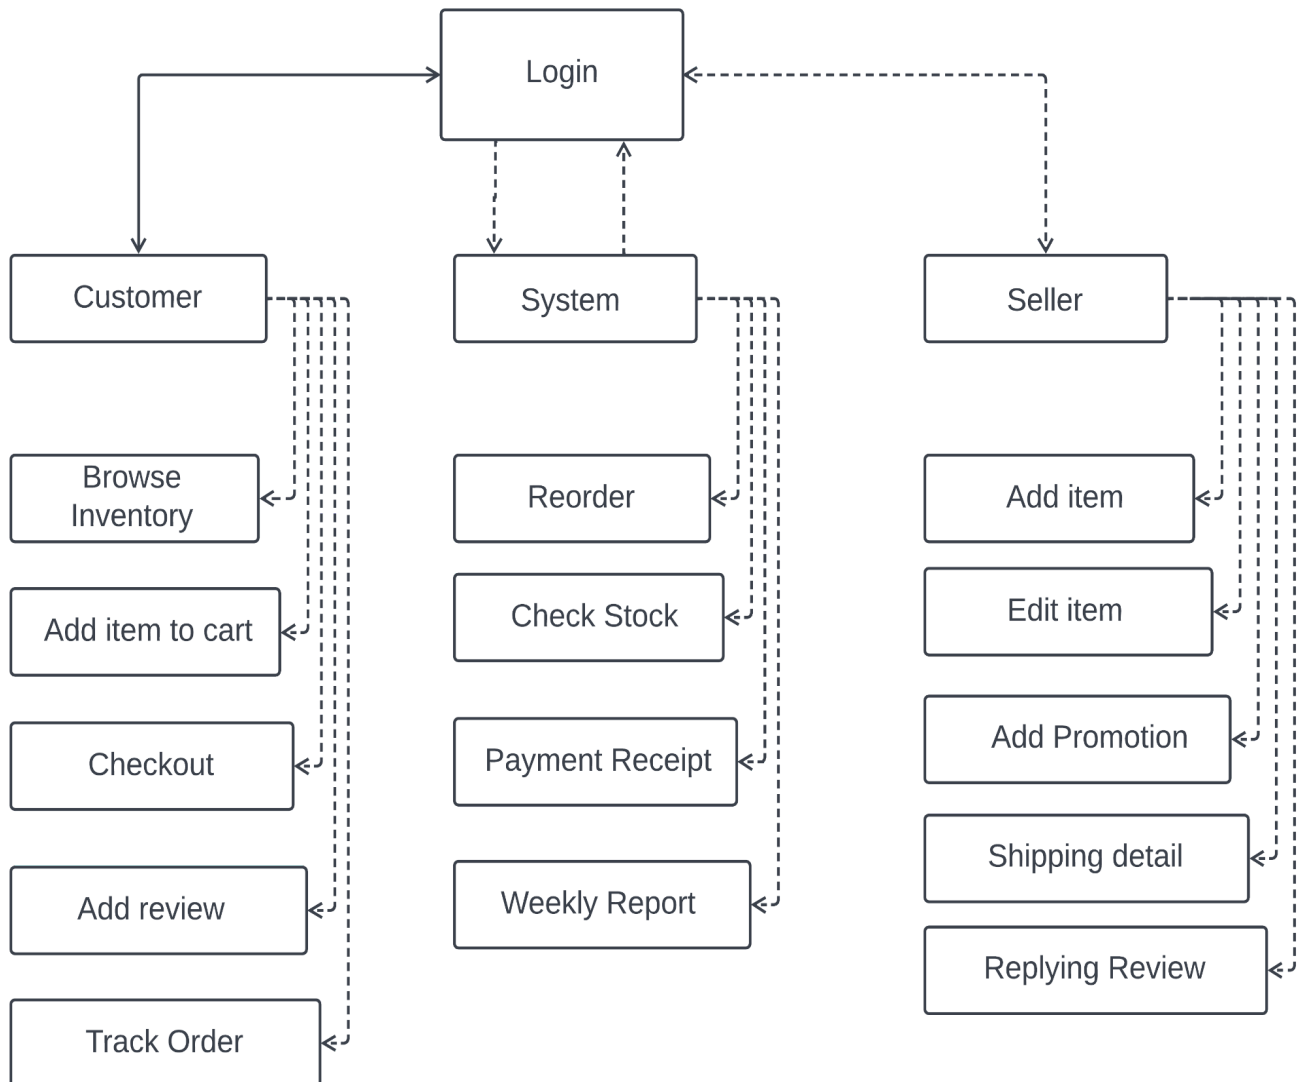 Login
Customer
System
Seller
Browse
Inventory
Add item to cart
Checkout
Add review
Track Order
Reorder
Check Stock
Payment Receipt
Weekly Report
Add item
Edit item
Add Promotion
Shipping detail
Replying Review